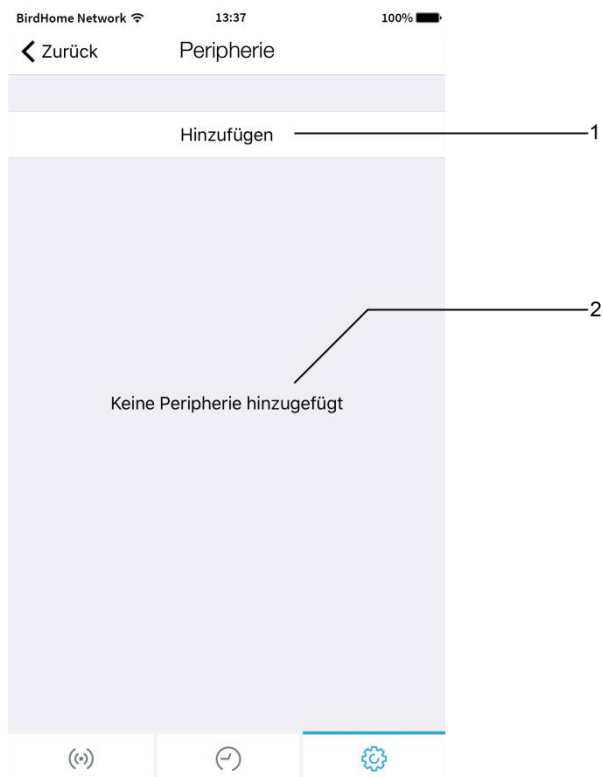 BirdHome Network 13:37 100%
Zurück Peripherie
Hinzufügen 1
2
Keine Peripherie hinzugefügt